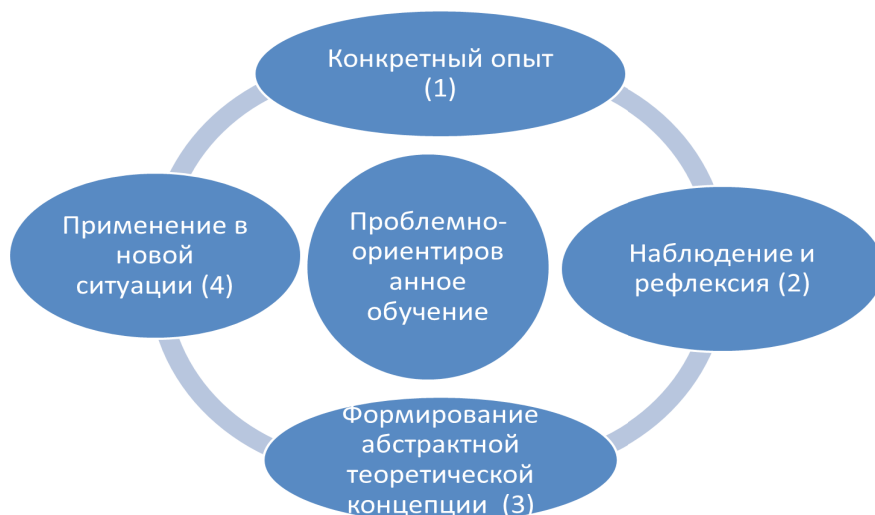 Конкретный опыт
(1)
Применение в
новой
ситуации (4)
Проблемно-
ориентиров
анное
обучение
Наблюдение и
рефлексия (2)
Формирование
абстрактной
теоретической
концепции (3)